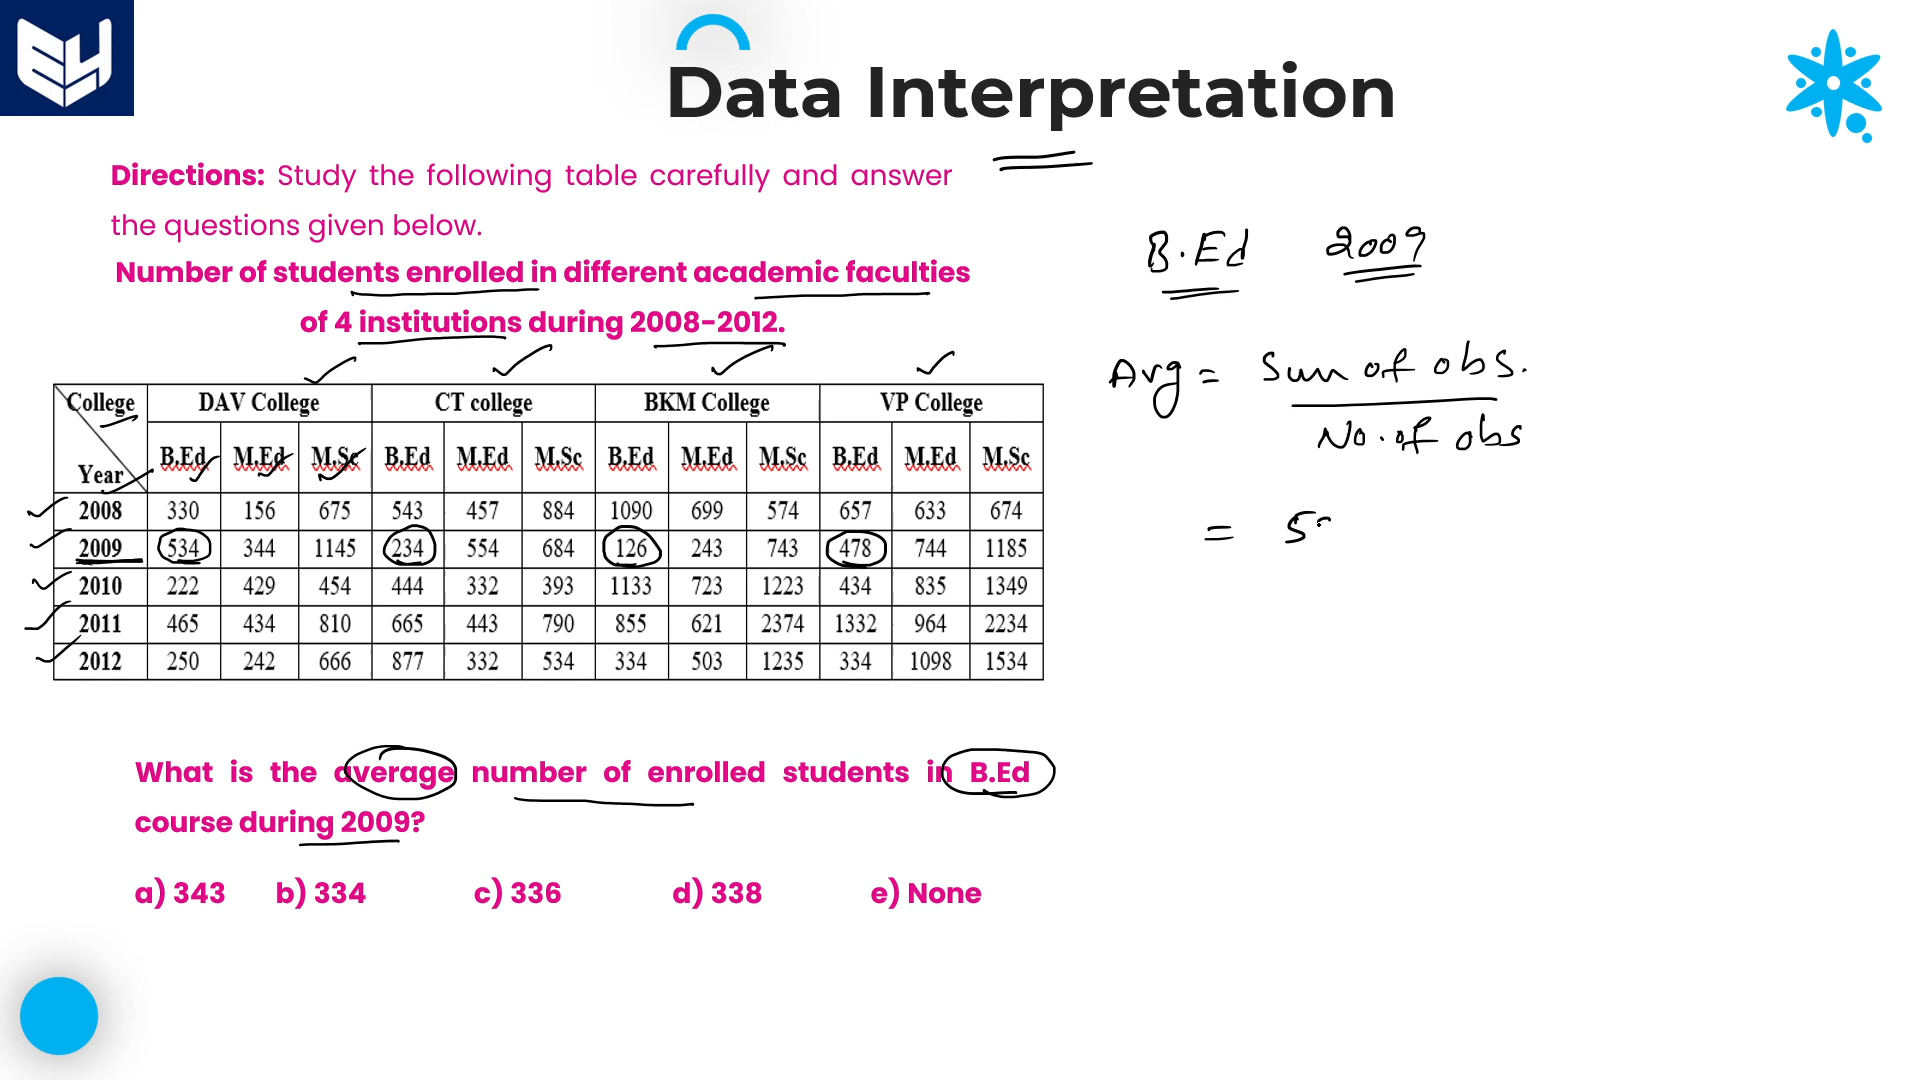 Data Interpretation
Directions: Study the following table carefully and answer
the questions given below.
Number of students enrolled in different academic faculties
of 4 institutions during 2008-2012.
College DAV College CT college BKM College VP College
Year B.Ed M.Ed M.Sc B.Ed M.Ed M.Sc B.Ed M.Ed M.Sc B.Ed M.Ed M.Sc
2008 330 156 675 543 457 884 1090 699 574 657 633 674
2009 534 344 1145 234 554 684 126 243 743 478 744 1185
2010 222 429 454 444 332 393 1133 723 1223 434 835 1349
2011 465 434 810 665 443 790 855 621 2374 1332 964 2234
2012 250 242 666 877 332 534 334 503 1235 334 1098 1534
What is the average number of enrolled students in B.Ed
course during 2009?
a) 343 b) 334 c) 336 d) 338 e) None
B.Ed 2009
Avg = Sum of obs.
No. of obs
= 5